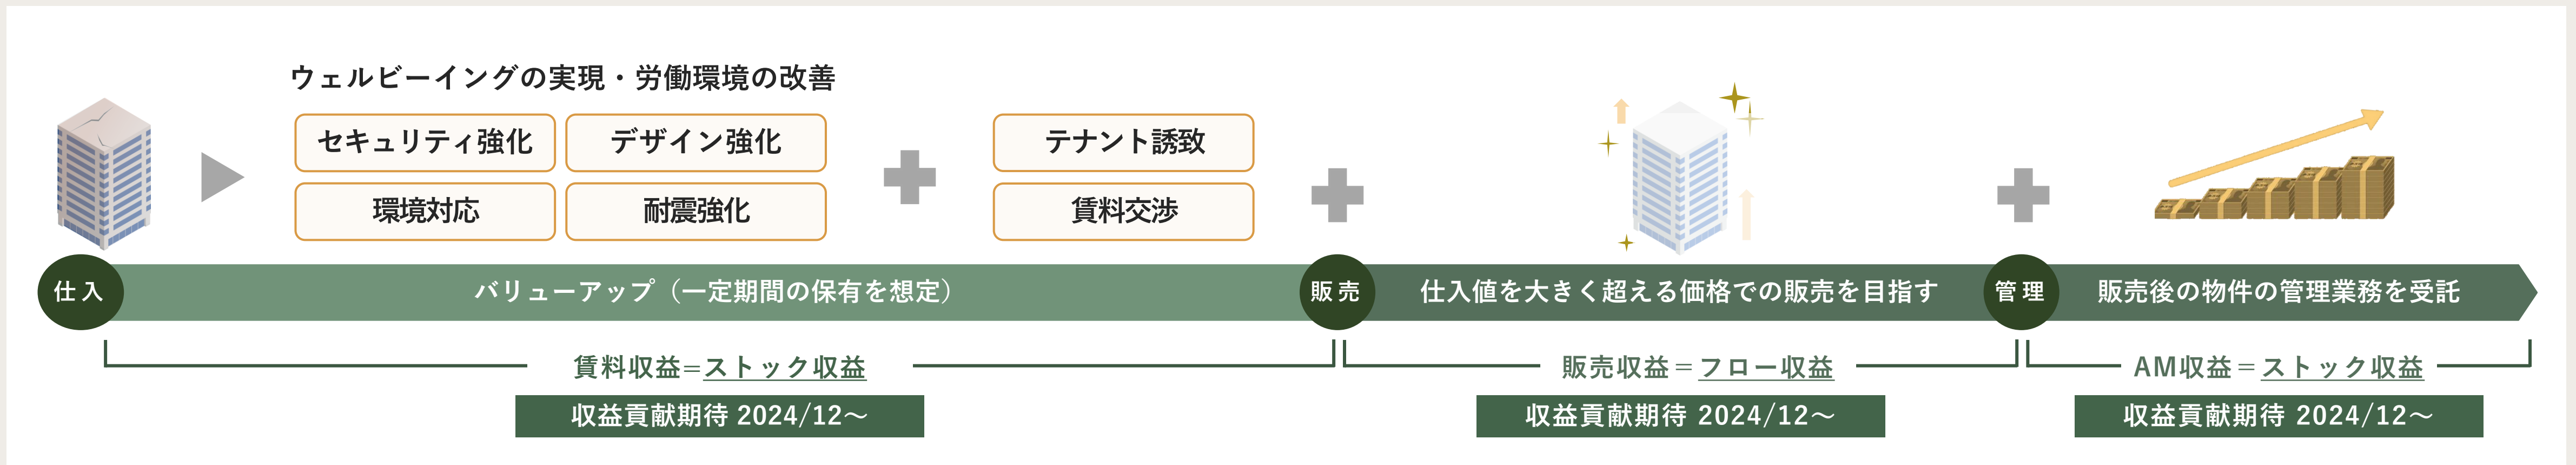 ウェルビーイングの実現・労働環境の改善
セキュリティ強化
デザイン強化
環境対応
耐震強化
テナント誘致
賃料交渉
仕入
バリューアップ（一定期間の保有を想定）
販売
仕入値を大きく超える価格での販売を目指す
管理
販売後の物件の管理業務を受託
賃料収益=ストック収益
収益貢献期待 2024/12～
販売収益＝フロー収益
収益貢献期待 2024/12～
AM収益＝ストック収益
収益貢献期待 2024/12～